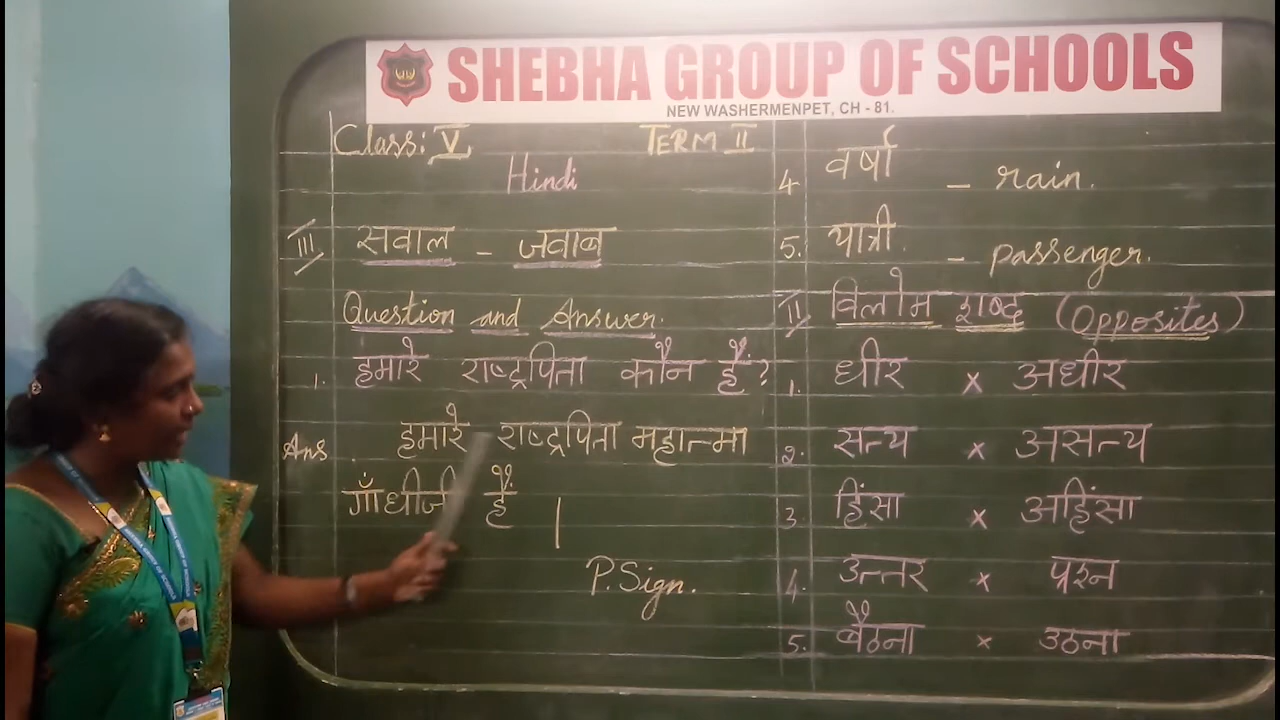 SHEBHA GROUP OF SCHOOLS
NEW WASHERMENPET, CH - 81.
Class: V TERM II
Hindi
III सवाल - जवाब
Question and Answer.
1. हमारे राष्ट्रपिता कौन हैं?
Ans. हमारे राष्ट्रपिता महात्मा
गाँधीजी हैं |
P.Sign.
4. वर्षा - rain.
5. यात्री. - passenger.
II विलोम शब्द (Opposites)
1. धीर x अधीर
2. सत्य x असत्य
3. हिंसा x अहिंसा
4. उत्तर x प्रश्न
5. बैठना x उठना